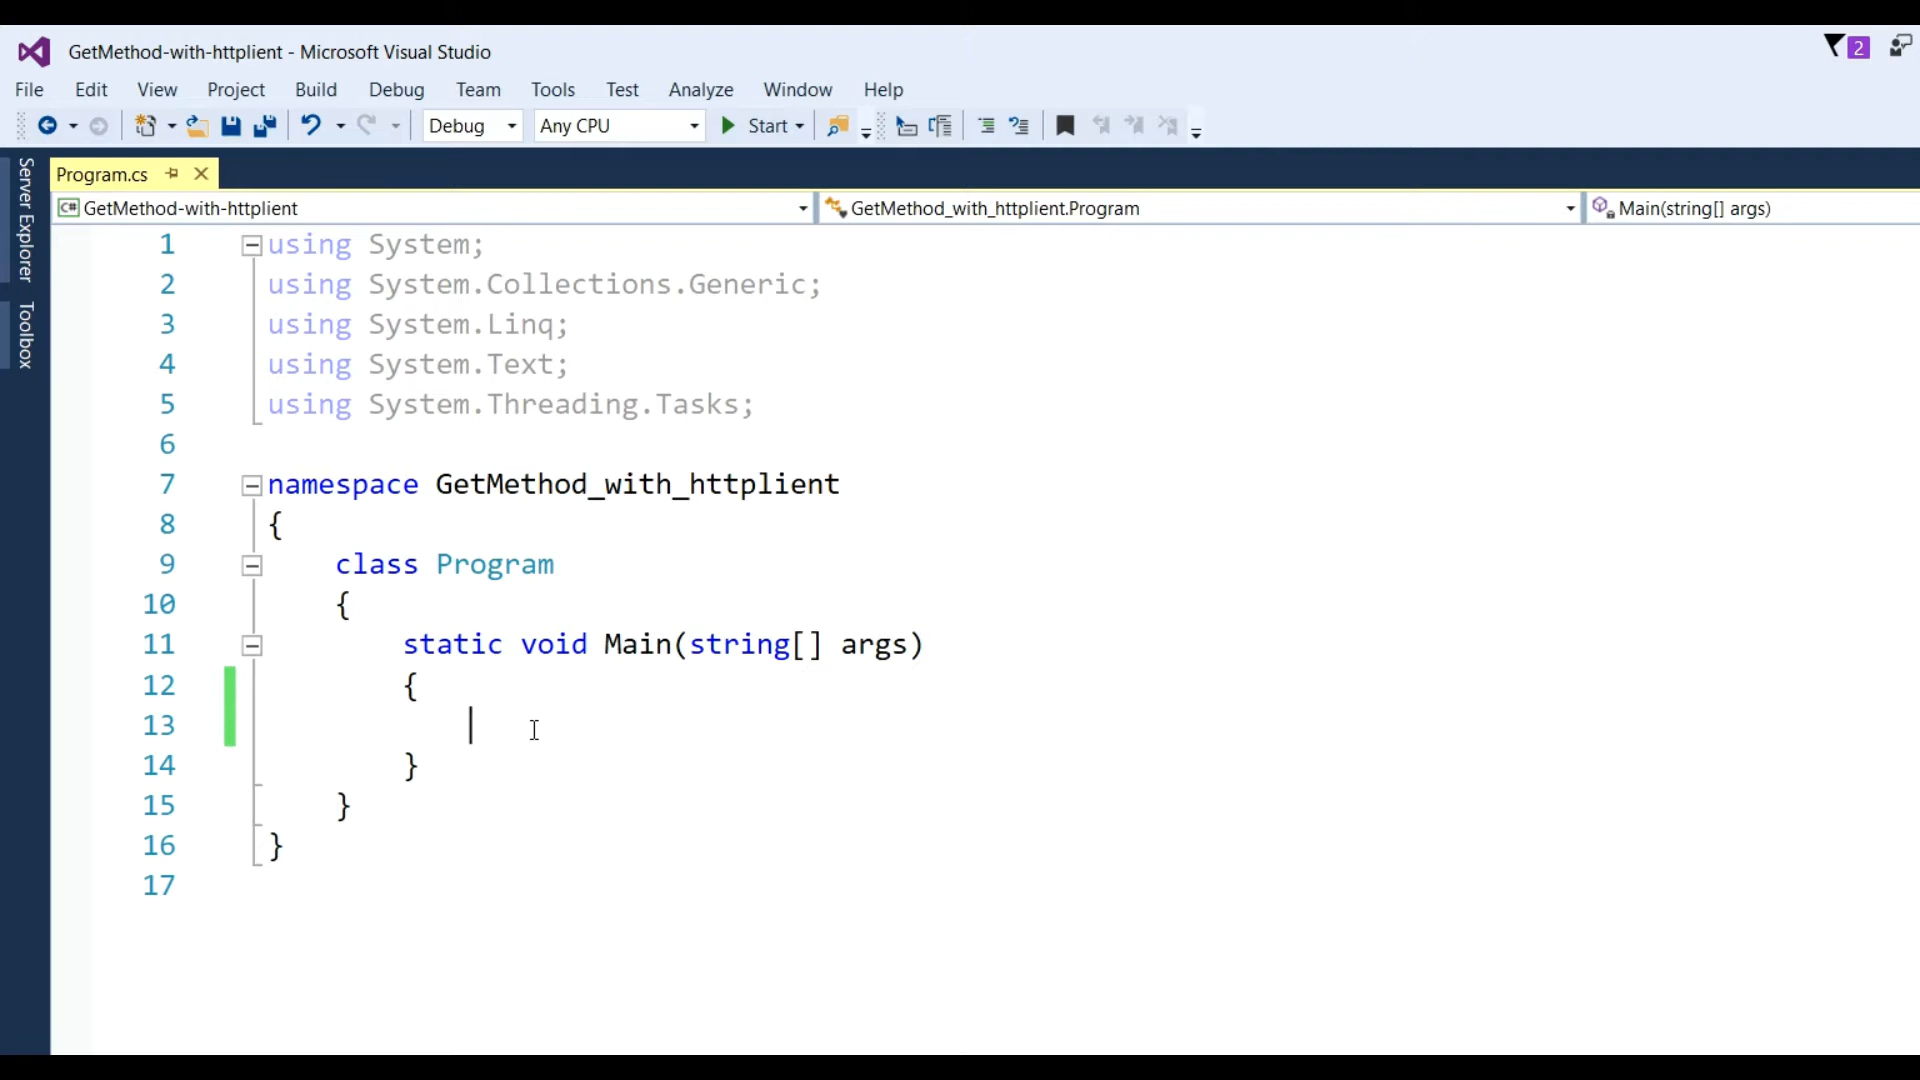 GetMethod-with-httplient - Microsoft Visual Studio
2
File Edit View Project Build Debug Team Tools Test Analyze Window Help
Debug Any CPU Start
Server Explorer
Toolbox
Program.cs
C# GetMethod-with-httplient GetMethod_with_httplient.Program Main(string[] args)
1 using System;
2 using System.Collections.Generic;
3 using System.Linq;
4 using System.Text;
5 using System.Threading.Tasks;
6
7 namespace GetMethod_with_httplient
8 {
9 class Program
10 {
11 static void Main(string[] args)
12 {
13
14 }
15 }
16 }
17